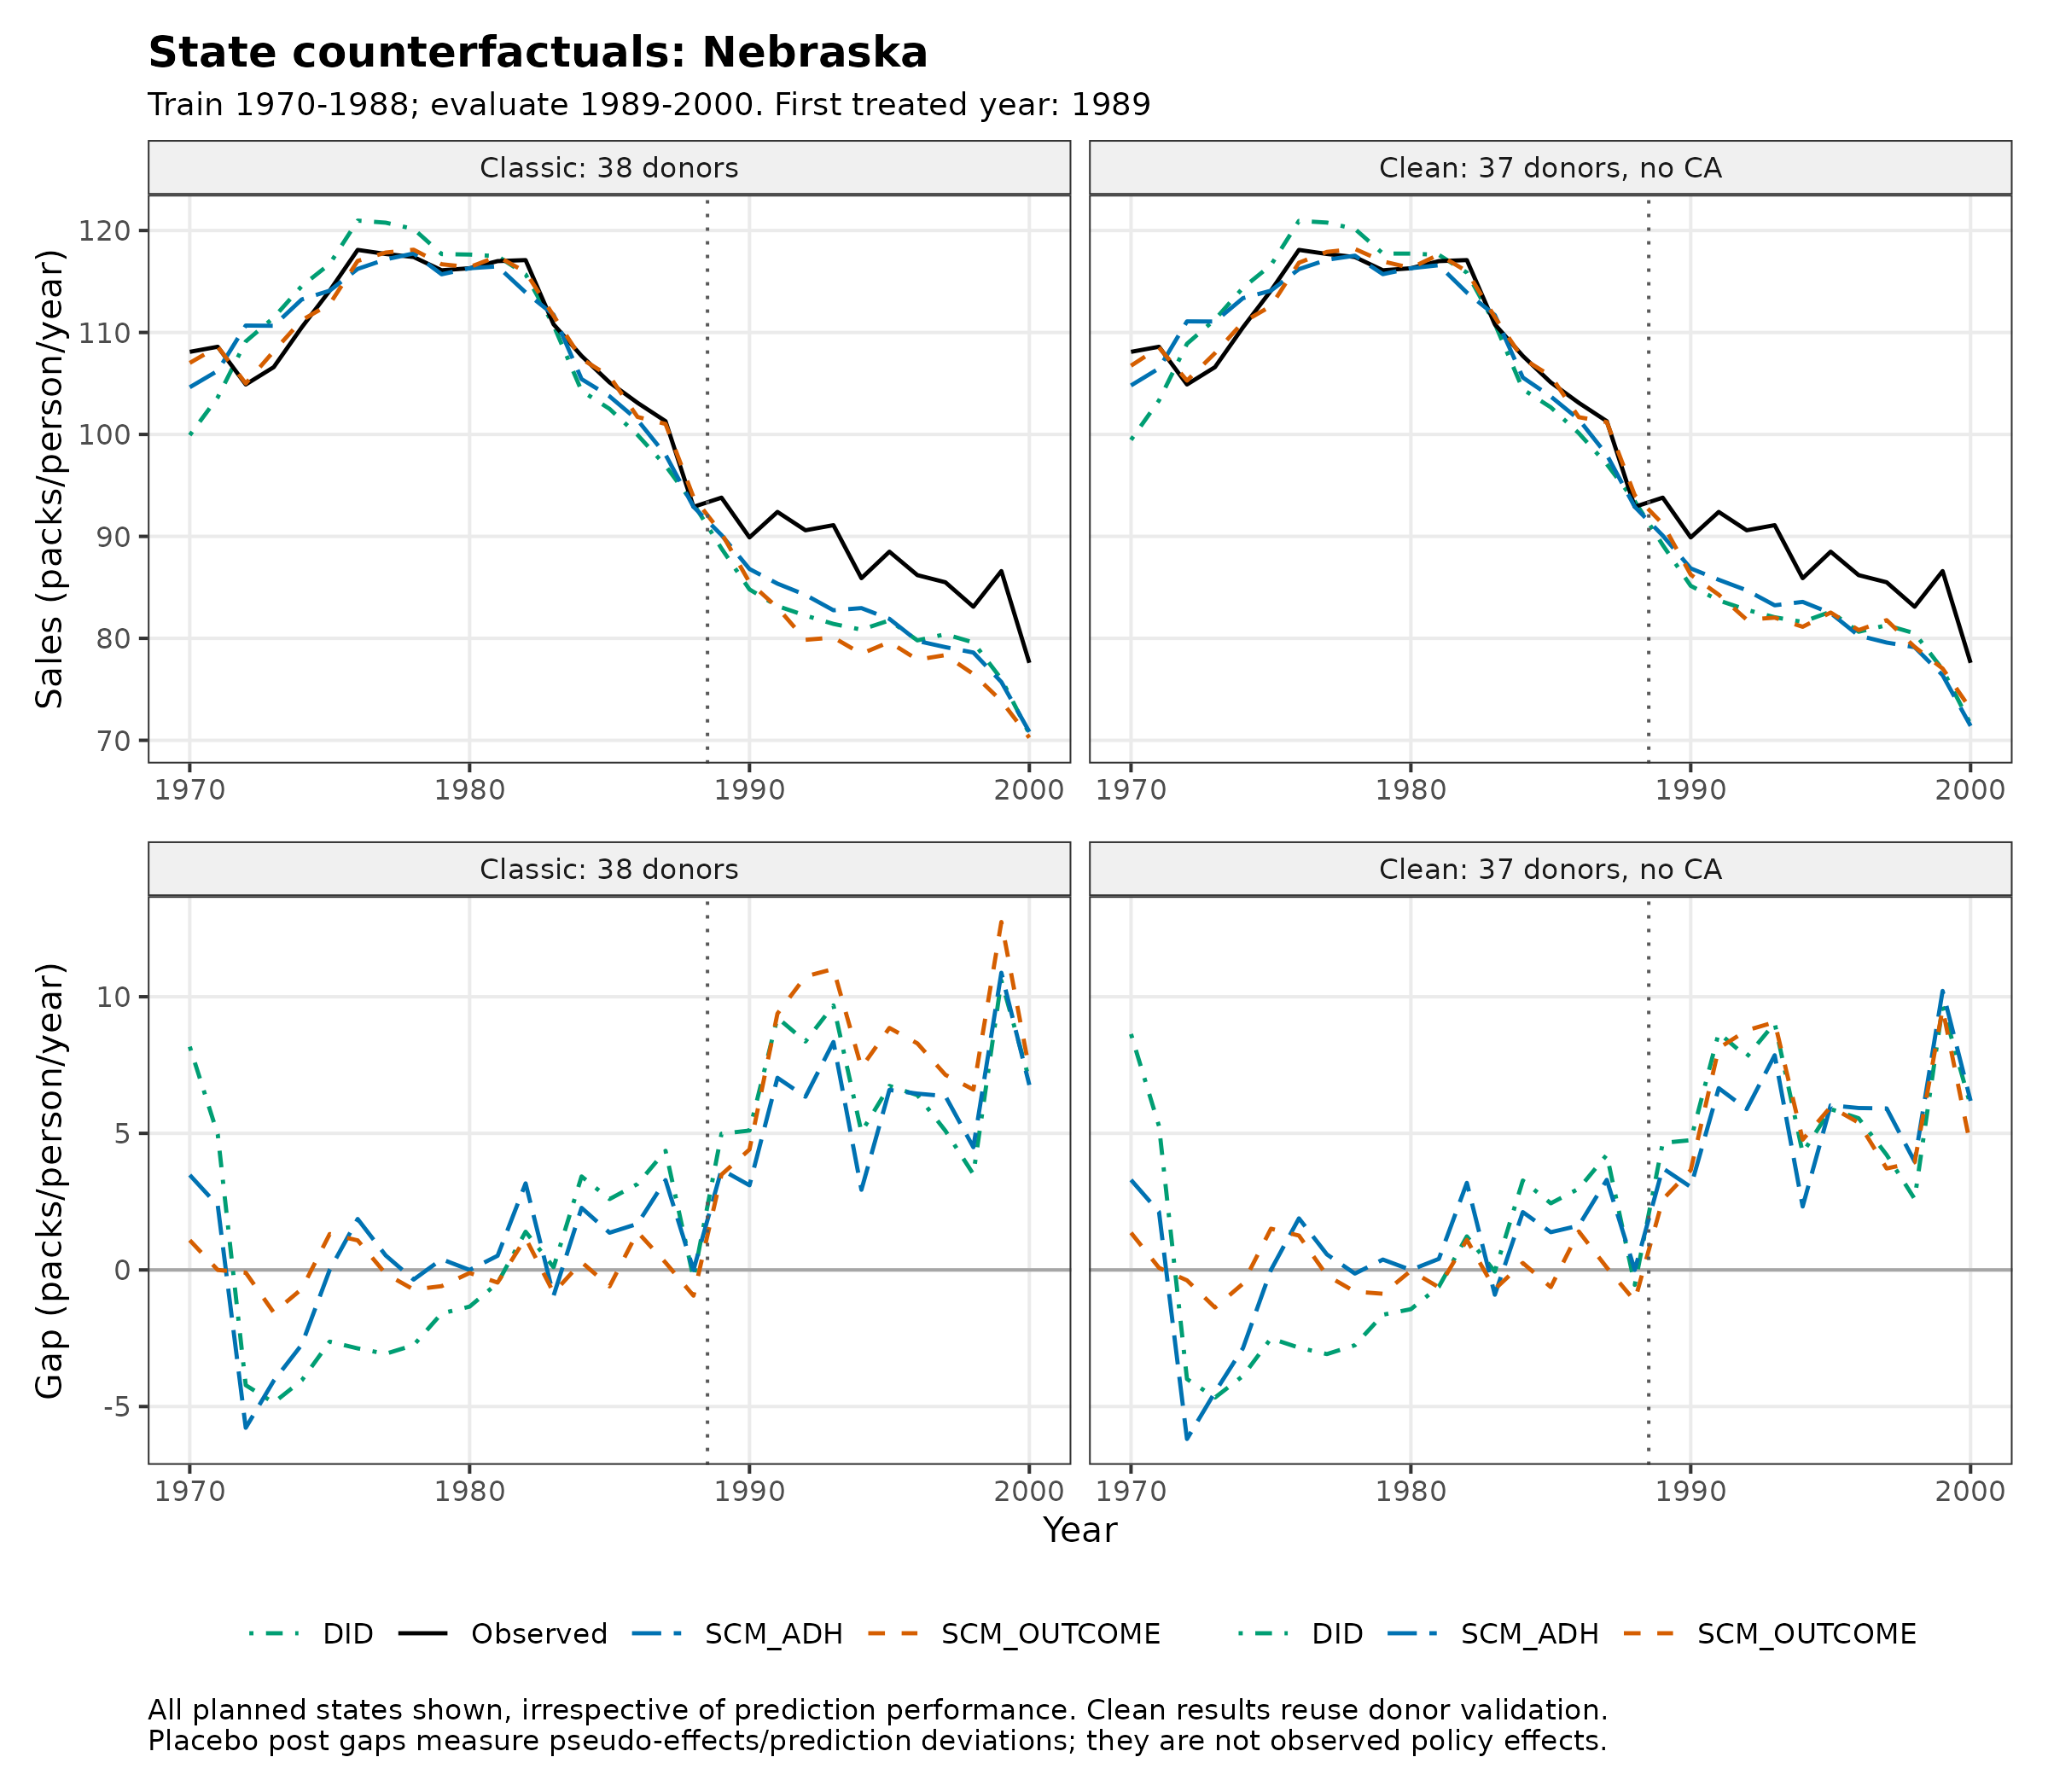 State counterfactuals: Nebraska
Train 1970-1988; evaluate 1989-2000. First treated year: 1989
Classic: 38 donors
Clean: 37 donors, no CA
Sales (packs/person/year)
120
110
100
90
80
70
1970
1980
1990
2000
1970
1980
1990
2000
Classic: 38 donors
Clean: 37 donors, no CA
Gap (packs/person/year)
10
5
0
-5
1970
1980
1990
2000
1970
1980
1990
2000
Year
DID
Observed
SCM_ADH
SCM_OUTCOME
DID
SCM_ADH
SCM_OUTCOME
All planned states shown, irrespective of prediction performance. Clean results reuse donor validation.
Placebo post gaps measure pseudo-effects/prediction deviations; they are not observed policy effects.